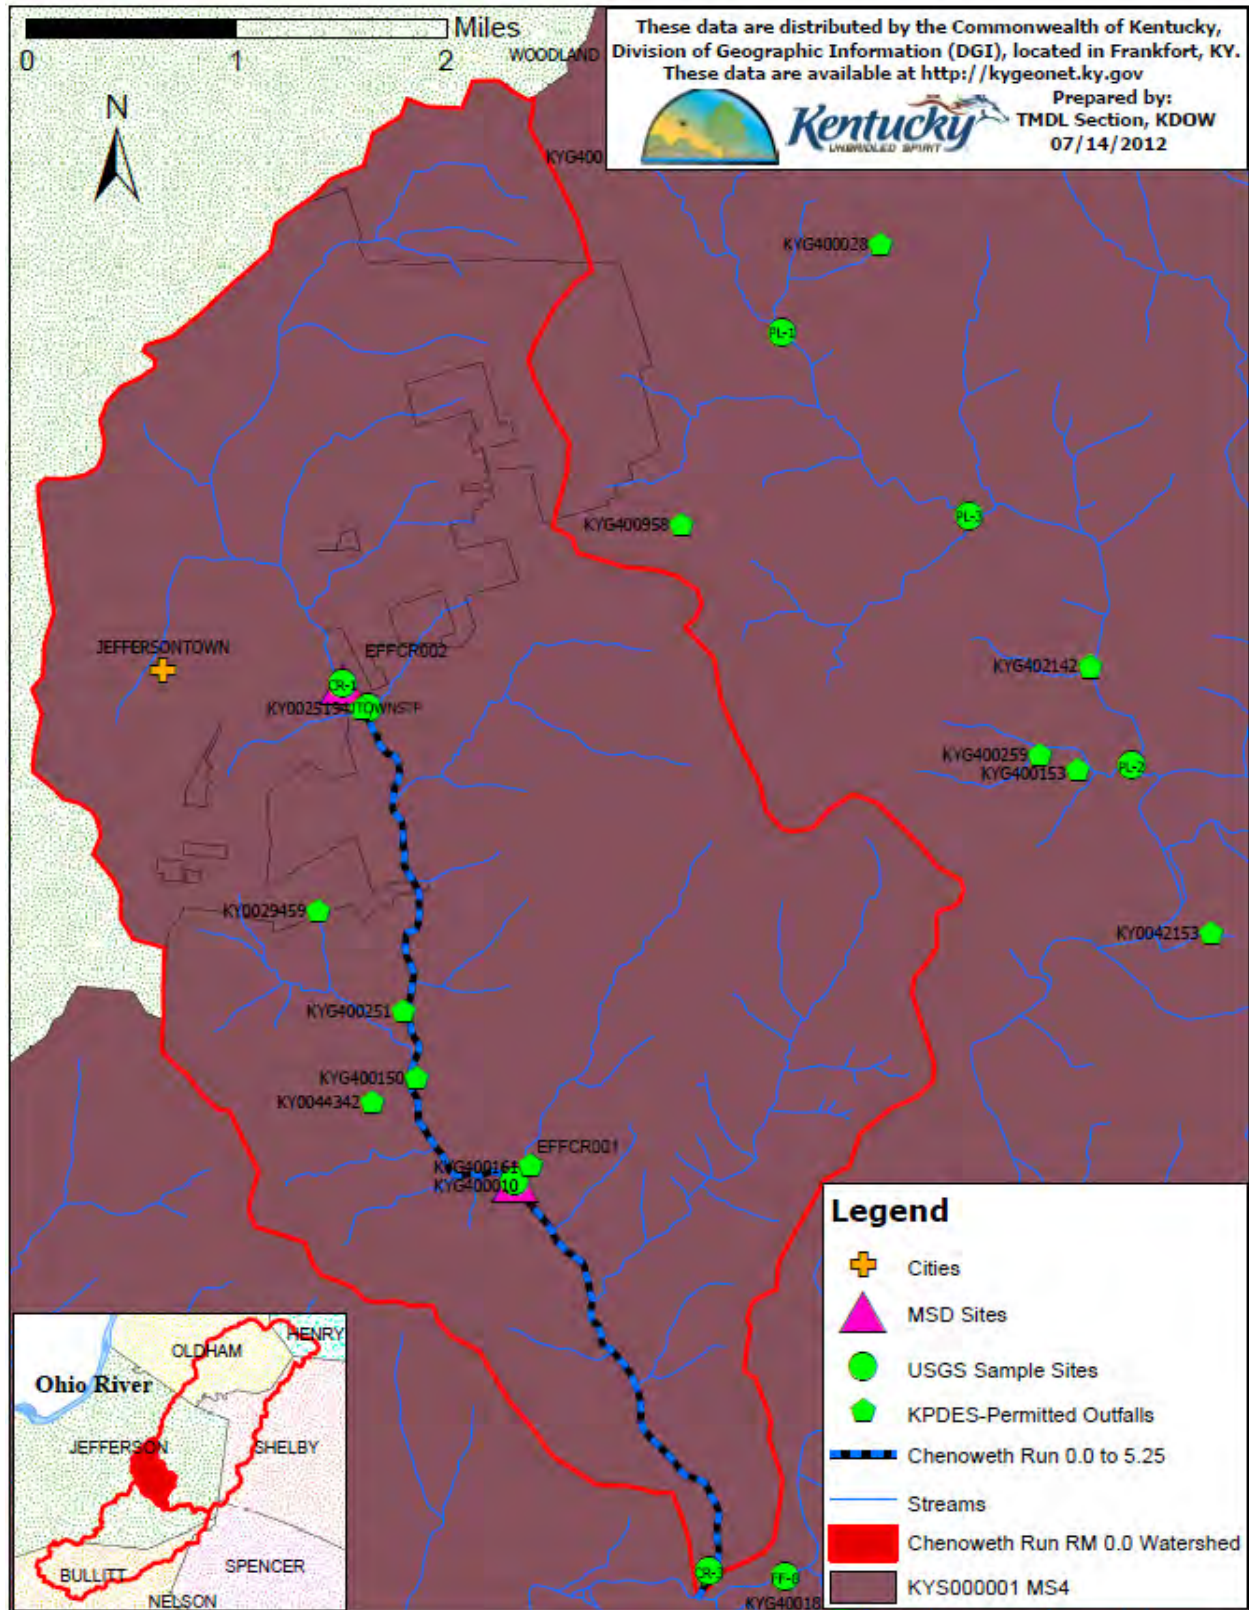 Miles
0 1 2
N
WOODLAND
These data are distributed by the Commonwealth of Kentucky,
Division of Geographic Information (DGI), located in Frankfort, KY.
These data are available at http://kygeonet.ky.gov
Prepared by:
TMDL Section, KDOW
07/14/2012
Kentucky
UNBRIDLED SPIRIT
KYG400
KYG400028
PL-1
KYG400958
PL-3
JEFFERSONTOWN
EFFCR002
CR-1
KY0025194
KYG402142
KYG400259
KYG400153
PL-2
KY0029459
KY0042153
KYG400251
KYG400150
KY0044342
EFFCR001
KYG400161
KYG400010
CR-3
KYG40018
Legend
Cities
MSD Sites
USGS Sample Sites
KPDES-Permitted Outfalls
Chenoweth Run 0.0 to 5.25
Streams
Chenoweth Run RM 0.0 Watershed
KYS000001 MS4
HENRY
OLDHAM
Ohio River
JEFFERSON
SHELBY
BULLITT
SPENCER
NELSON